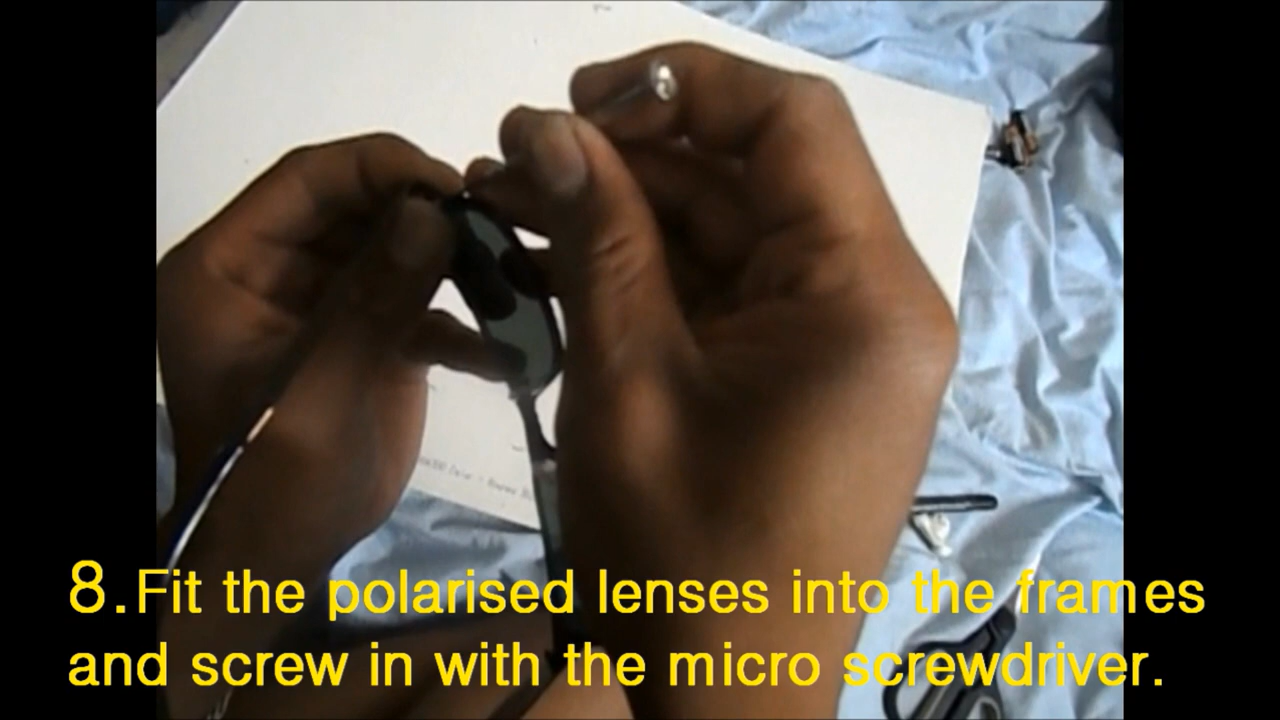 8.Fit the polarised lenses into the frames
and screw in with the micro screwdriver.